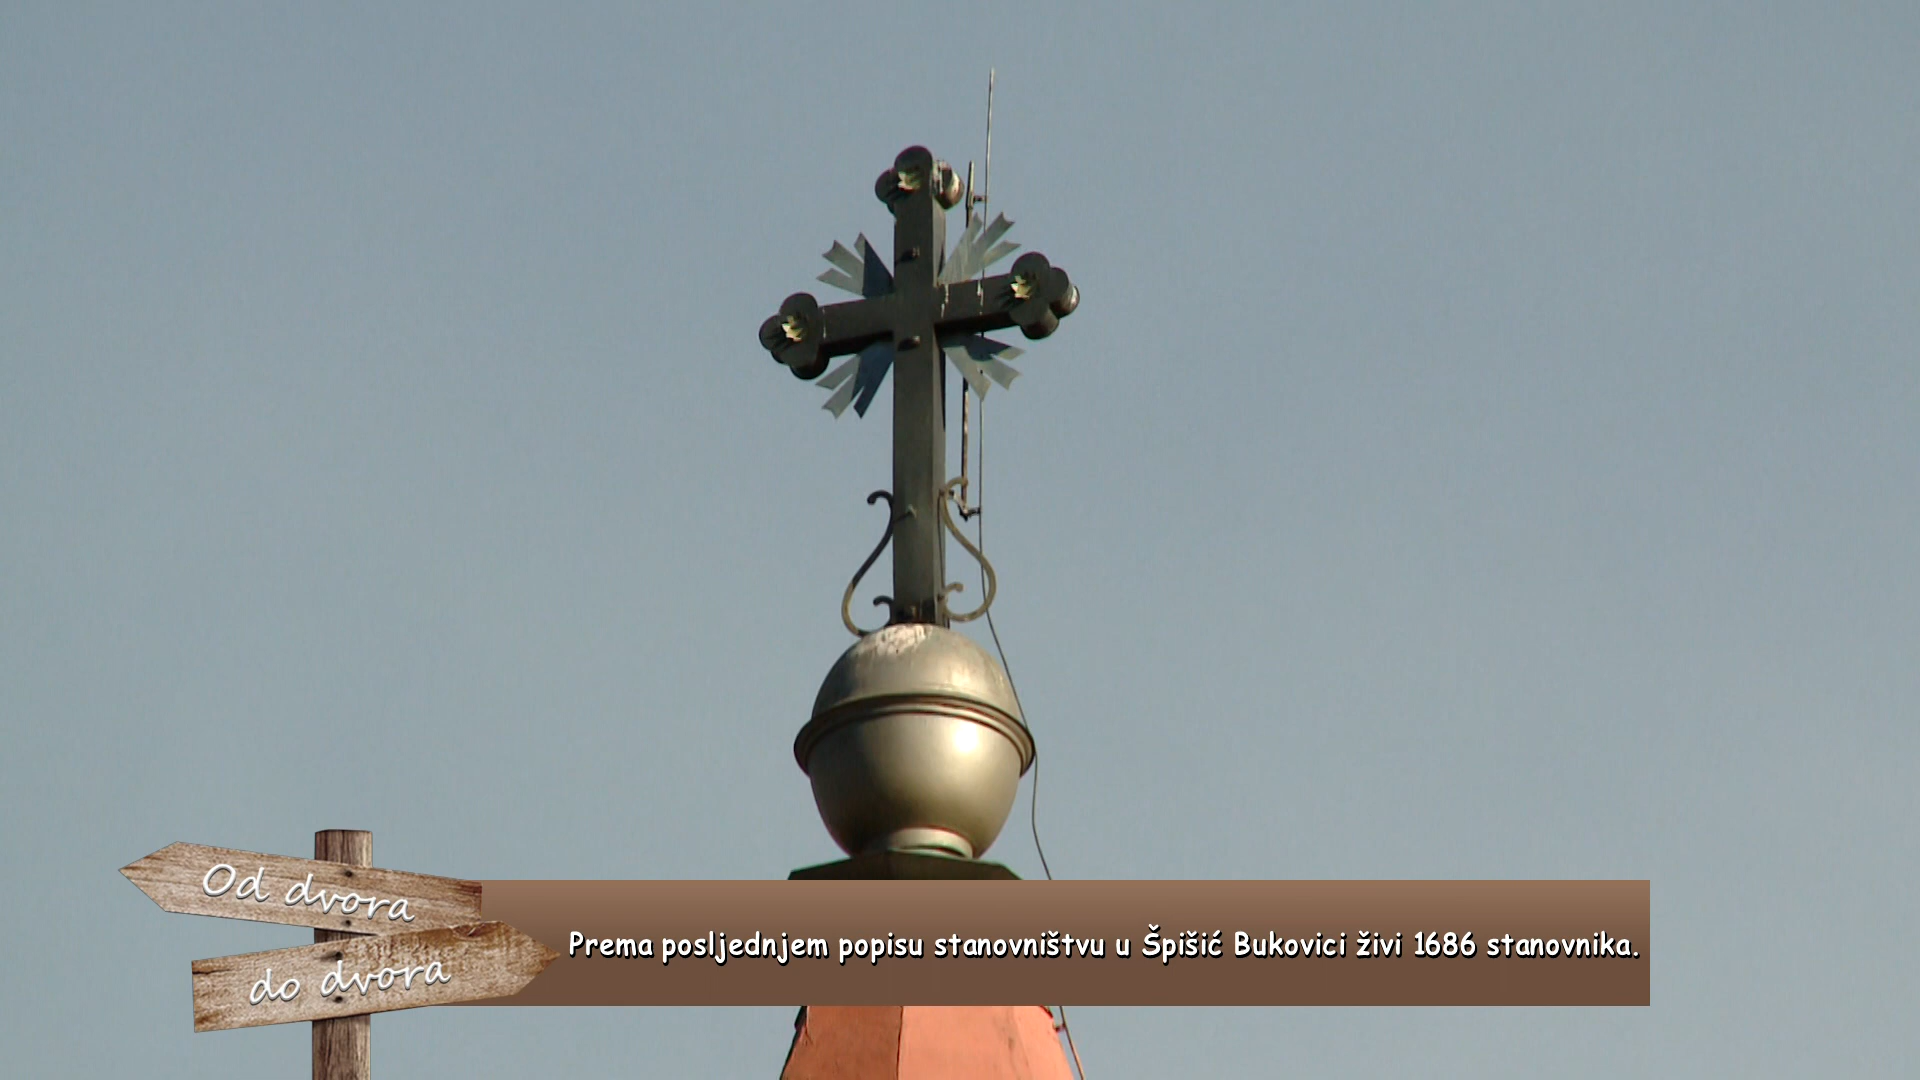 Od dvora
do dvora
Prema posljednjem popisu stanovništvu u Špišić Bukovici živi 1686 stanovnika.